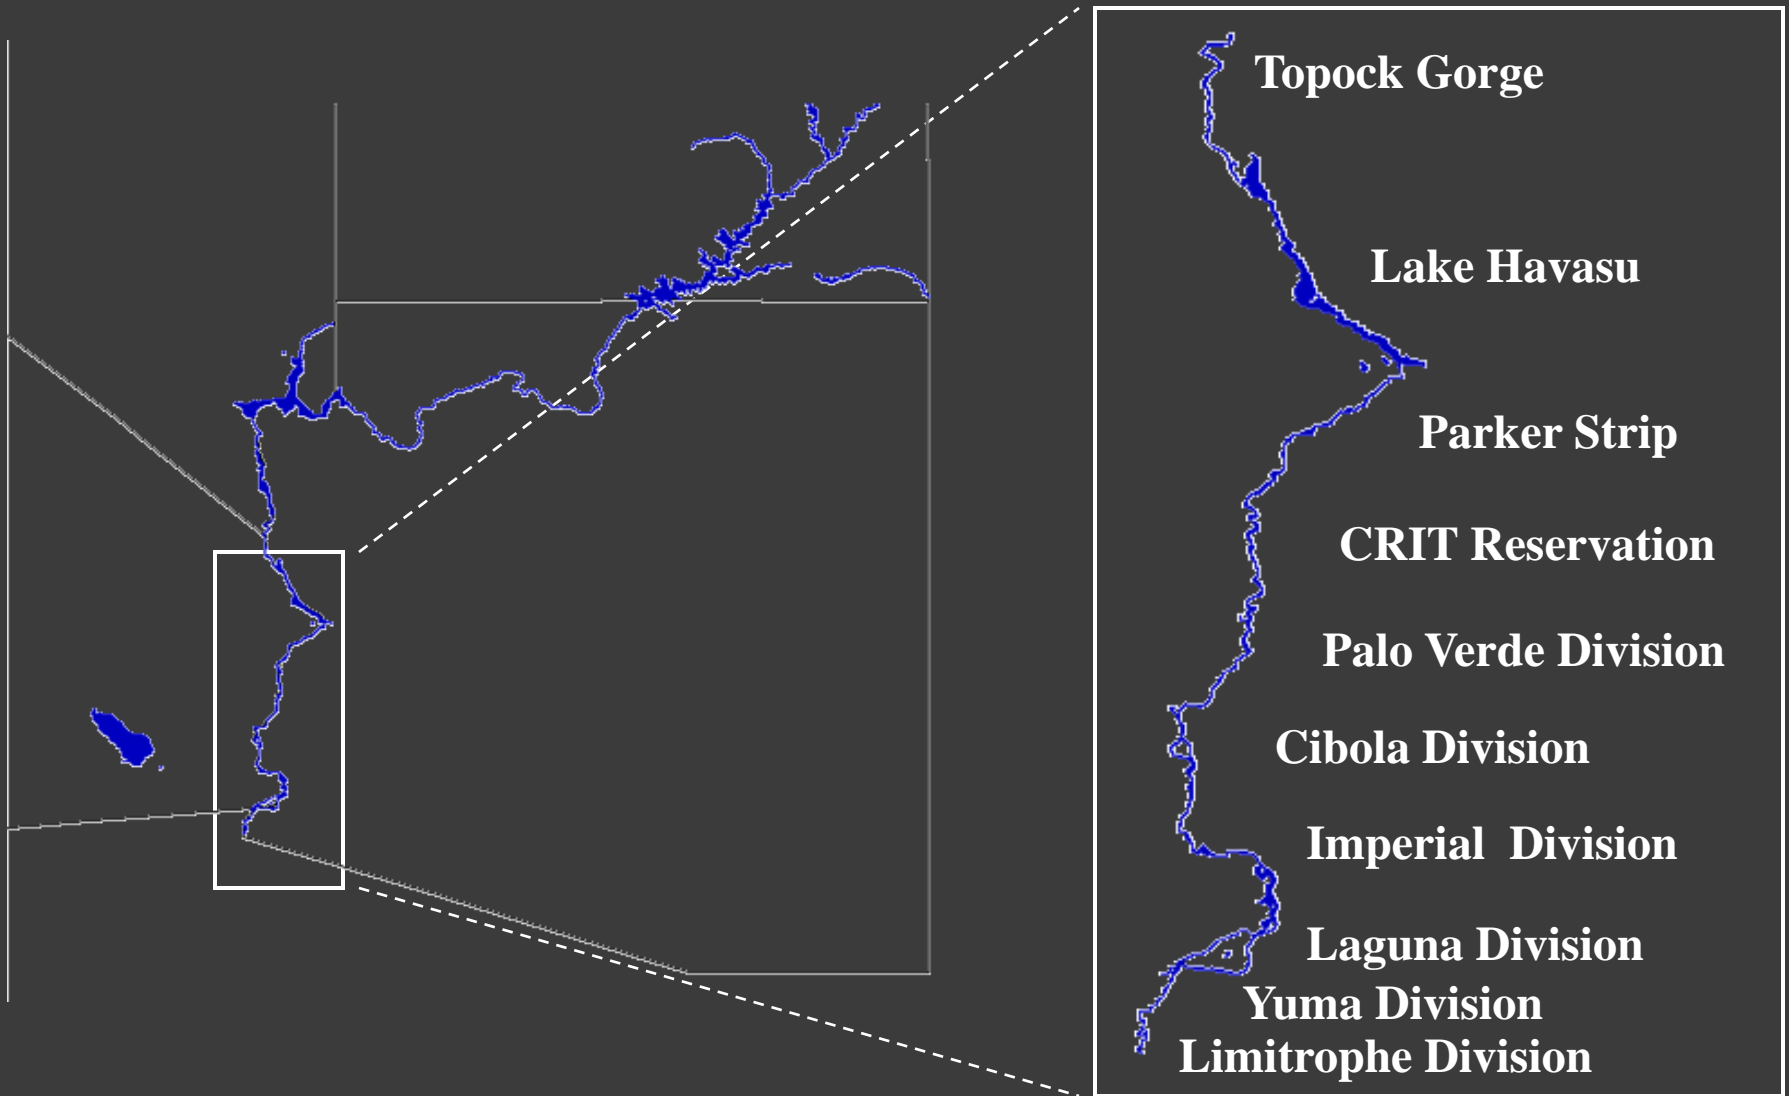 Topock Gorge
Lake Havasu
Parker Strip
CRIT Reservation
Palo Verde Division
Cibola Division
Imperial  Division
Laguna Division
Yuma Division
Limitrophe Division